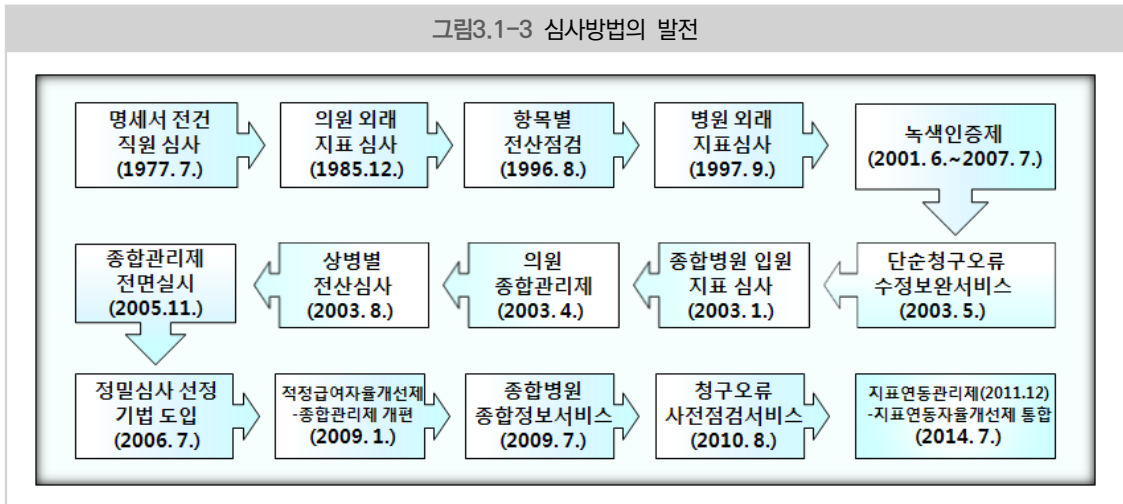 그림3.1-3 심사방법의 발전
명세서 전건
직원 심사
(1977. 7.)
의원 외래
지표 심사
(1985.12.)
항목별
전산점검
(1996. 8.)
병원 외래
지표심사
(1997. 9.)
녹색인증제
(2001. 6.~2007. 7.)
단순청구오류
수정보완서비스
(2003. 5.)
종합병원 입원
지표 심사
(2003. 1.)
의원
종합관리제
(2003. 4.)
상병별
전산심사
(2003. 8.)
종합관리제
전면실시
(2005.11.)
정밀심사 선정
기법 도입
(2006. 7.)
적정급여자율개선제
-종합관리제 개편
(2009. 1.)
종합병원
종합정보서비스
(2009. 7.)
청구오류
사전점검서비스
(2010. 8.)
지표연동관리제(2011.12)
-지표연동자율개선제 통합
(2014. 7.)